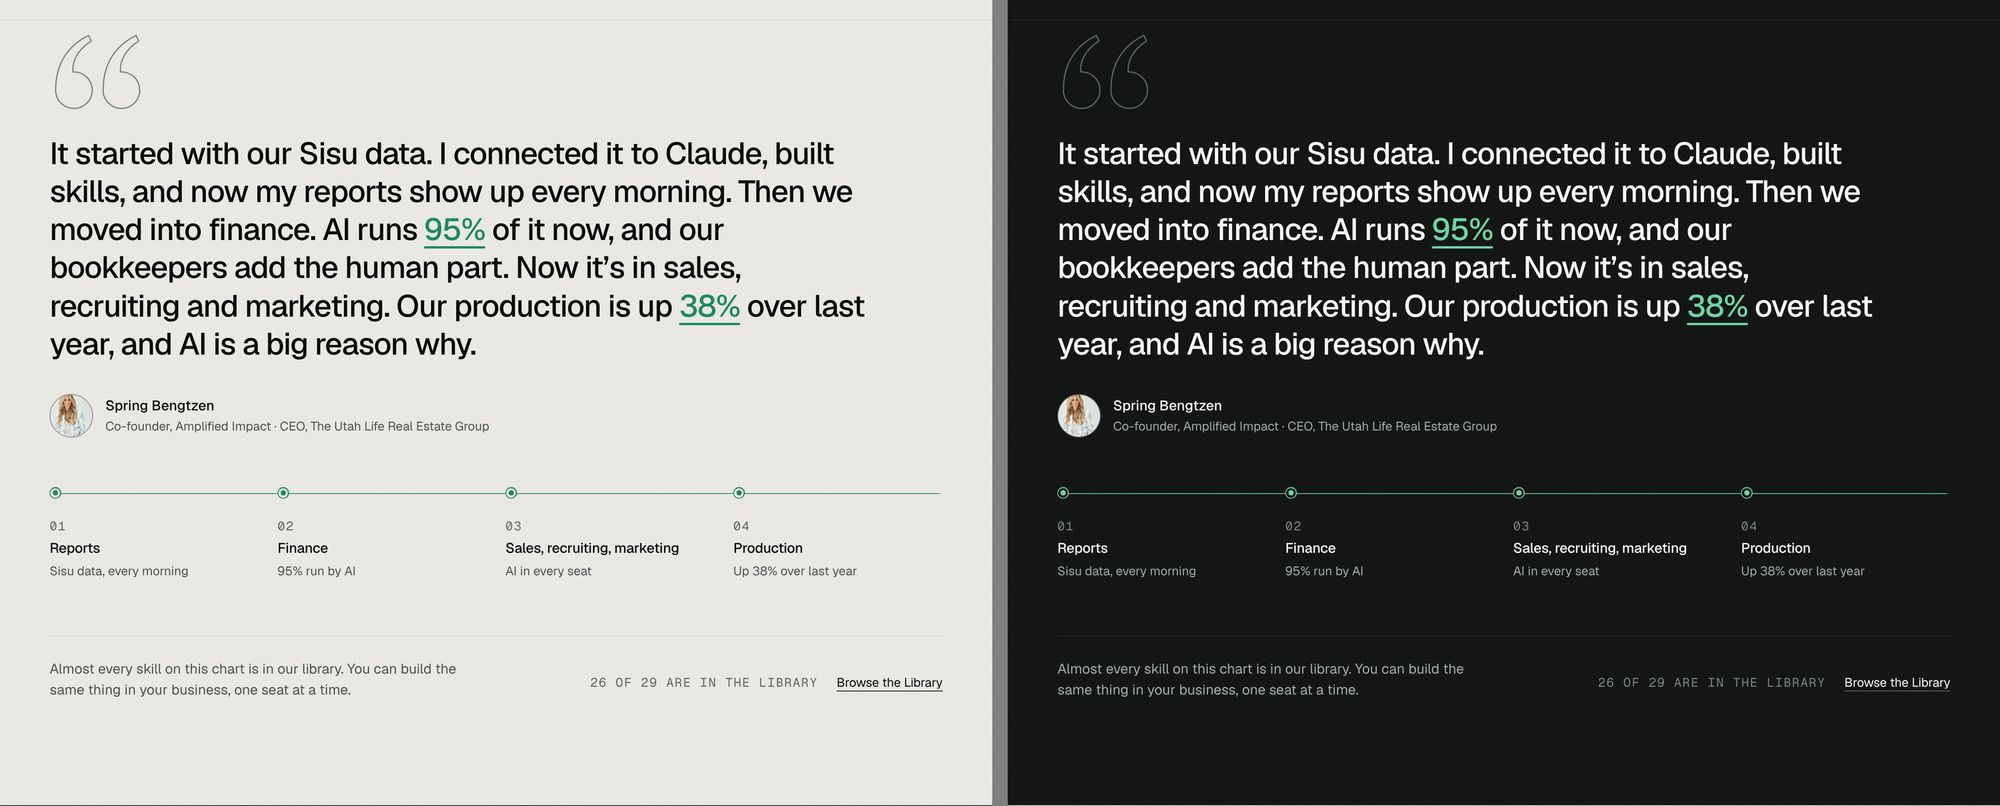 “
It started with our Sisu data. I connected it to Claude, built
skills, and now my reports show up every morning. Then we
moved into finance. AI runs 95% of it now, and our
bookkeepers add the human part. Now it’s in sales,
recruiting and marketing. Our production is up 38% over last
year, and AI is a big reason why.
Spring Bengtzen
Co-founder, Amplified Impact · CEO, The Utah Life Real Estate Group
01
Reports
Sisu data, every morning
02
Finance
95% run by AI
03
Sales, recruiting, marketing
AI in every seat
04
Production
Up 38% over last year
Almost every skill on this chart is in our library. You can build the
same thing in your business, one seat at a time.
26 OF 29 ARE IN THE LIBRARY
Browse the Library
“
It started with our Sisu data. I connected it to Claude, built
skills, and now my reports show up every morning. Then we
moved into finance. AI runs 95% of it now, and our
bookkeepers add the human part. Now it’s in sales,
recruiting and marketing. Our production is up 38% over last
year, and AI is a big reason why.
Spring Bengtzen
Co-founder, Amplified Impact · CEO, The Utah Life Real Estate Group
01
Reports
Sisu data, every morning
02
Finance
95% run by AI
03
Sales, recruiting, marketing
AI in every seat
04
Production
Up 38% over last year
Almost every skill on this chart is in our library. You can build the
same thing in your business, one seat at a time.
26 OF 29 ARE IN THE LIBRARY
Browse the Library